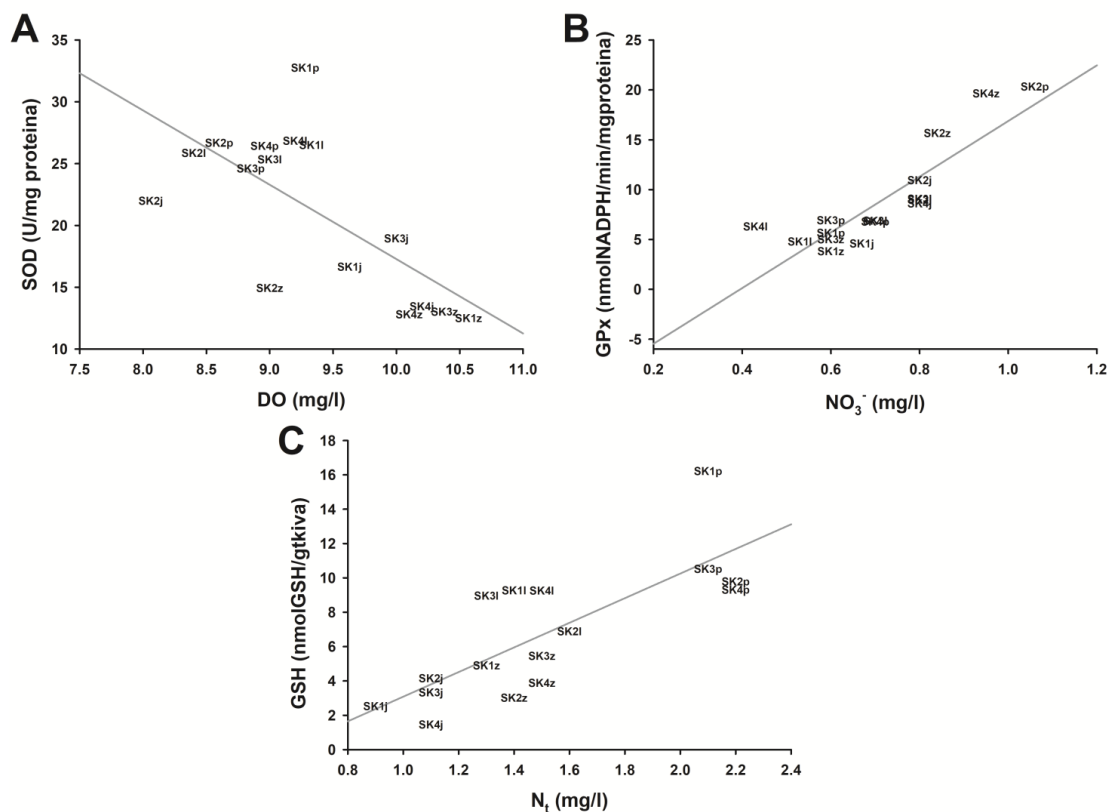 A
SOD (U/mg proteina)
35
30
25
20
15
10
SK1p
SK2p
SK2l
SK4p
SK4l
SK1l
SK3l
SK3p
SK2j
SK3j
SK1j
SK2z
SK4j
SK4z
SK3z
SK1z
7.5 8.0 8.5 9.0 9.5 10.0 10.5 11.0
DO (mg/l)
B
GPx (nmolNADPH/min/mgproteina)
25
20
15
10
5
0
-5
SK4z
SK2p
SK2z
SK2j
SK4j
SK4l
SK3p
SK4p
SK1p
SK1l
SK3z
SK1j
SK1z
0.2 0.4 0.6 0.8 1.0 1.2
NO₃⁻ (mg/l)
C
GSH (nmolGSH/gtkiva)
18
16
14
12
10
8
6
4
2
0
SK1p
SK3p
SK2p
SK4p
SK3l
SK1l
SK4l
SK2l
SK3z
SK1z
SK4z
SK2z
SK2j
SK3j
SK1j
SK4j
0.8 1.0 1.2 1.4 1.6 1.8 2.0 2.2 2.4
Nₜ (mg/l)